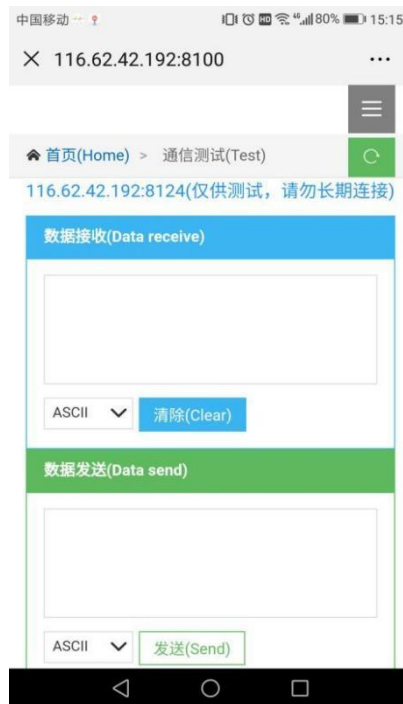 中国移动 HD 46 80% 15:15
116.62.42.192:8100
首页(Home) > 通信测试(Test)
116.62.42.192:8124(仅供测试，请勿长期连接)
数据接收(Data receive)
ASCII 清除(Clear)
数据发送(Data send)
ASCII 发送(Send)